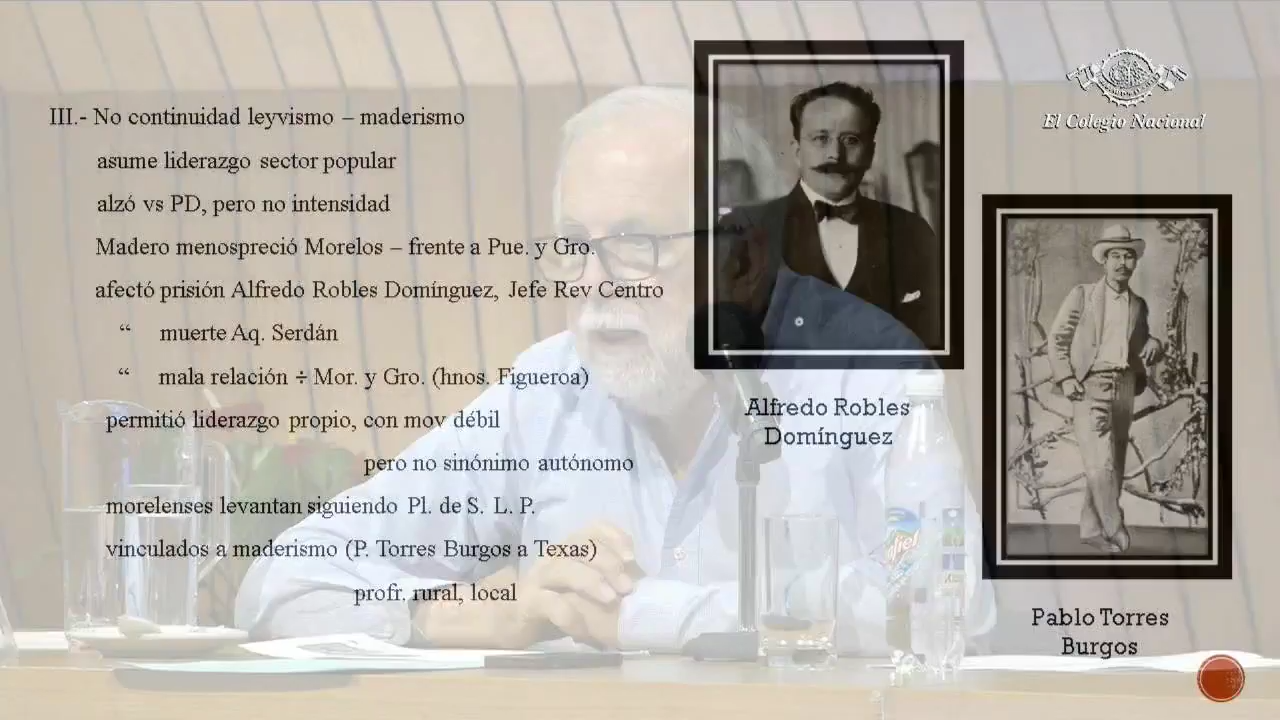 III.- No continuidad leyvismo – maderismo
asume liderazgo sector popular
alzó vs PD, pero no intensidad
Madero menospreció Morelos – frente a Pue. y Gro.
afectó prisión Alfredo Robles Domínguez, Jefe Rev Centro
“ muerte Aq. Serdán
“ mala relación ÷ Mor. y Gro. (hnos. Figueroa)
permitió liderazgo propio, con mov débil
pero no sinónimo autónomo
morelenses levantan siguiendo Pl. de S. L. P.
vinculados a maderismo (P. Torres Burgos a Texas)
profr. rural, local
El Colegio Nacional
Alfredo Robles
Domínguez
Pablo Torres
Burgos